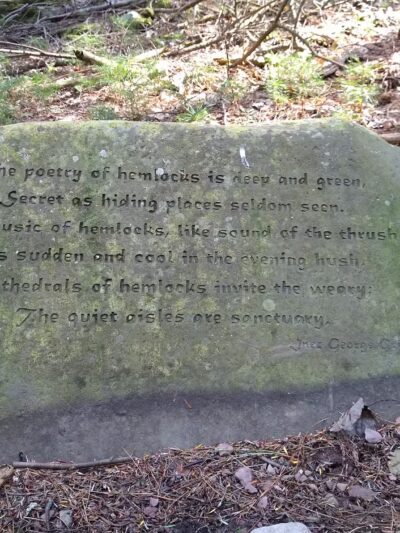 he poetry of hemlocks is deep and green,
Secret as hiding places seldom seen.
usic of hemlocks, like sound of the thrush
s sudden and cool in the evening hush.
thedrals of hemlocks invite the weary:
The quiet aisles are sanctuary.
Inez George G